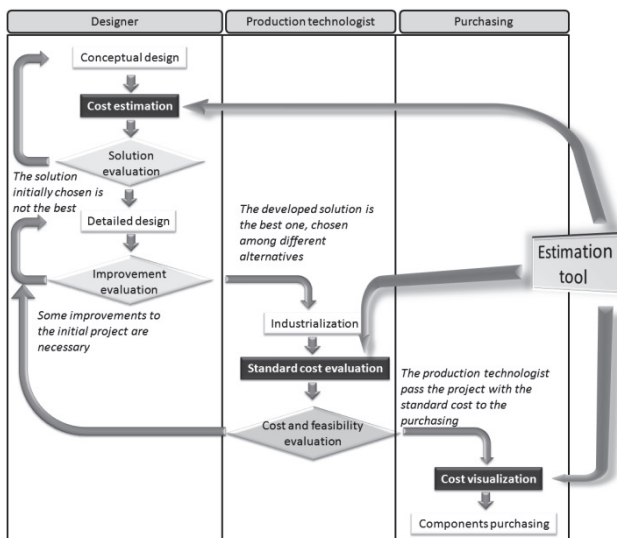 Designer
Production technologist
Purchasing
Conceptual design
Cost estimation
Solution
evaluation
The solution
initially chosen is
not the best
Detailed design
Improvement
evaluation
Some improvements to
the initial project are
necessary
The developed solution is
the best one, chosen
among different
alternatives
Industrialization
Standard cost evaluation
Cost and feasibility
evaluation
The production technologist
pass the project with the
standard cost to the
purchasing
Cost visualization
Components purchasing
Estimation
tool